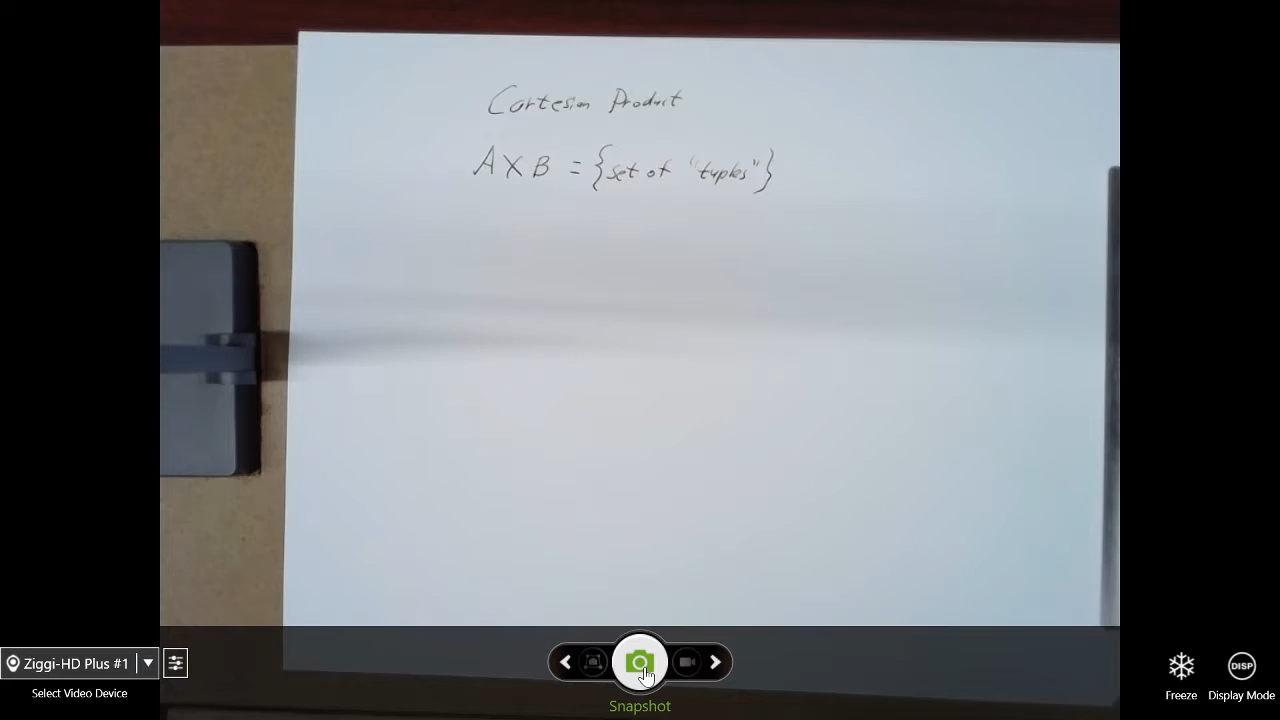 Cartesian Product
A X B = {set of "tuples"}
Ziggi-HD Plus #1
Select Video Device
Snapshot
Freeze
DISP
Display Mode